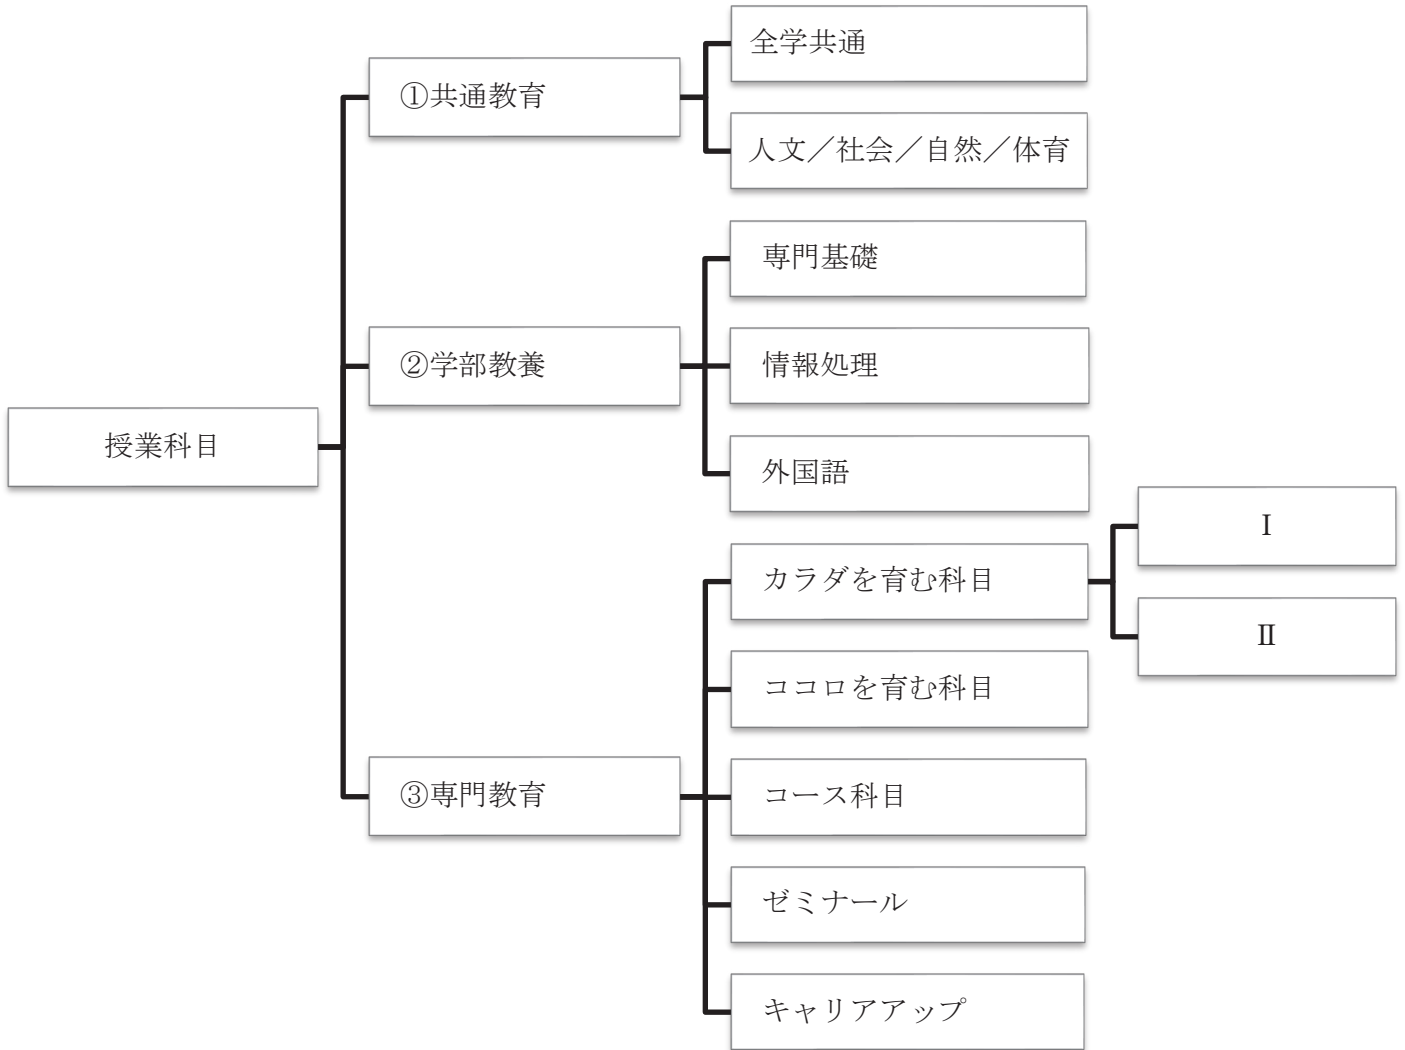 授業科目
①共通教育
全学共通
人文／社会／自然／体育
②学部教養
専門基礎
情報処理
外国語
③専門教育
カラダを育む科目
Ⅰ
Ⅱ
ココロを育む科目
コース科目
ゼミナール
キャリアアップ